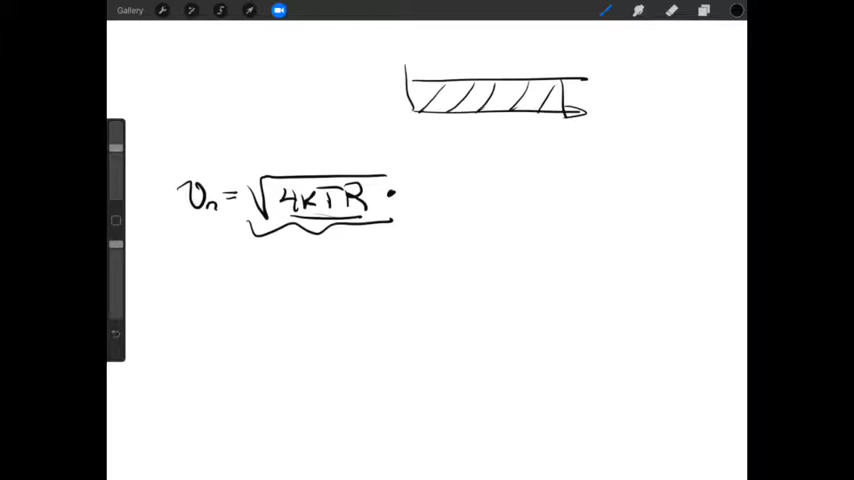 Gallery
Vn = √4KTR •